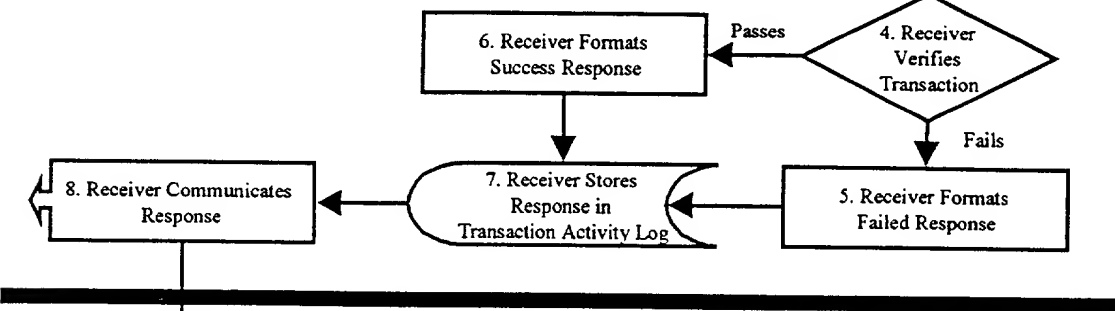 Passes
4. Receiver
Verifies
Transaction
6. Receiver Formats
Success Response
Fails
5. Receiver Formats
Failed Response
7. Receiver Stores
Response in
Transaction Activity Log
8. Receiver Communicates
Response